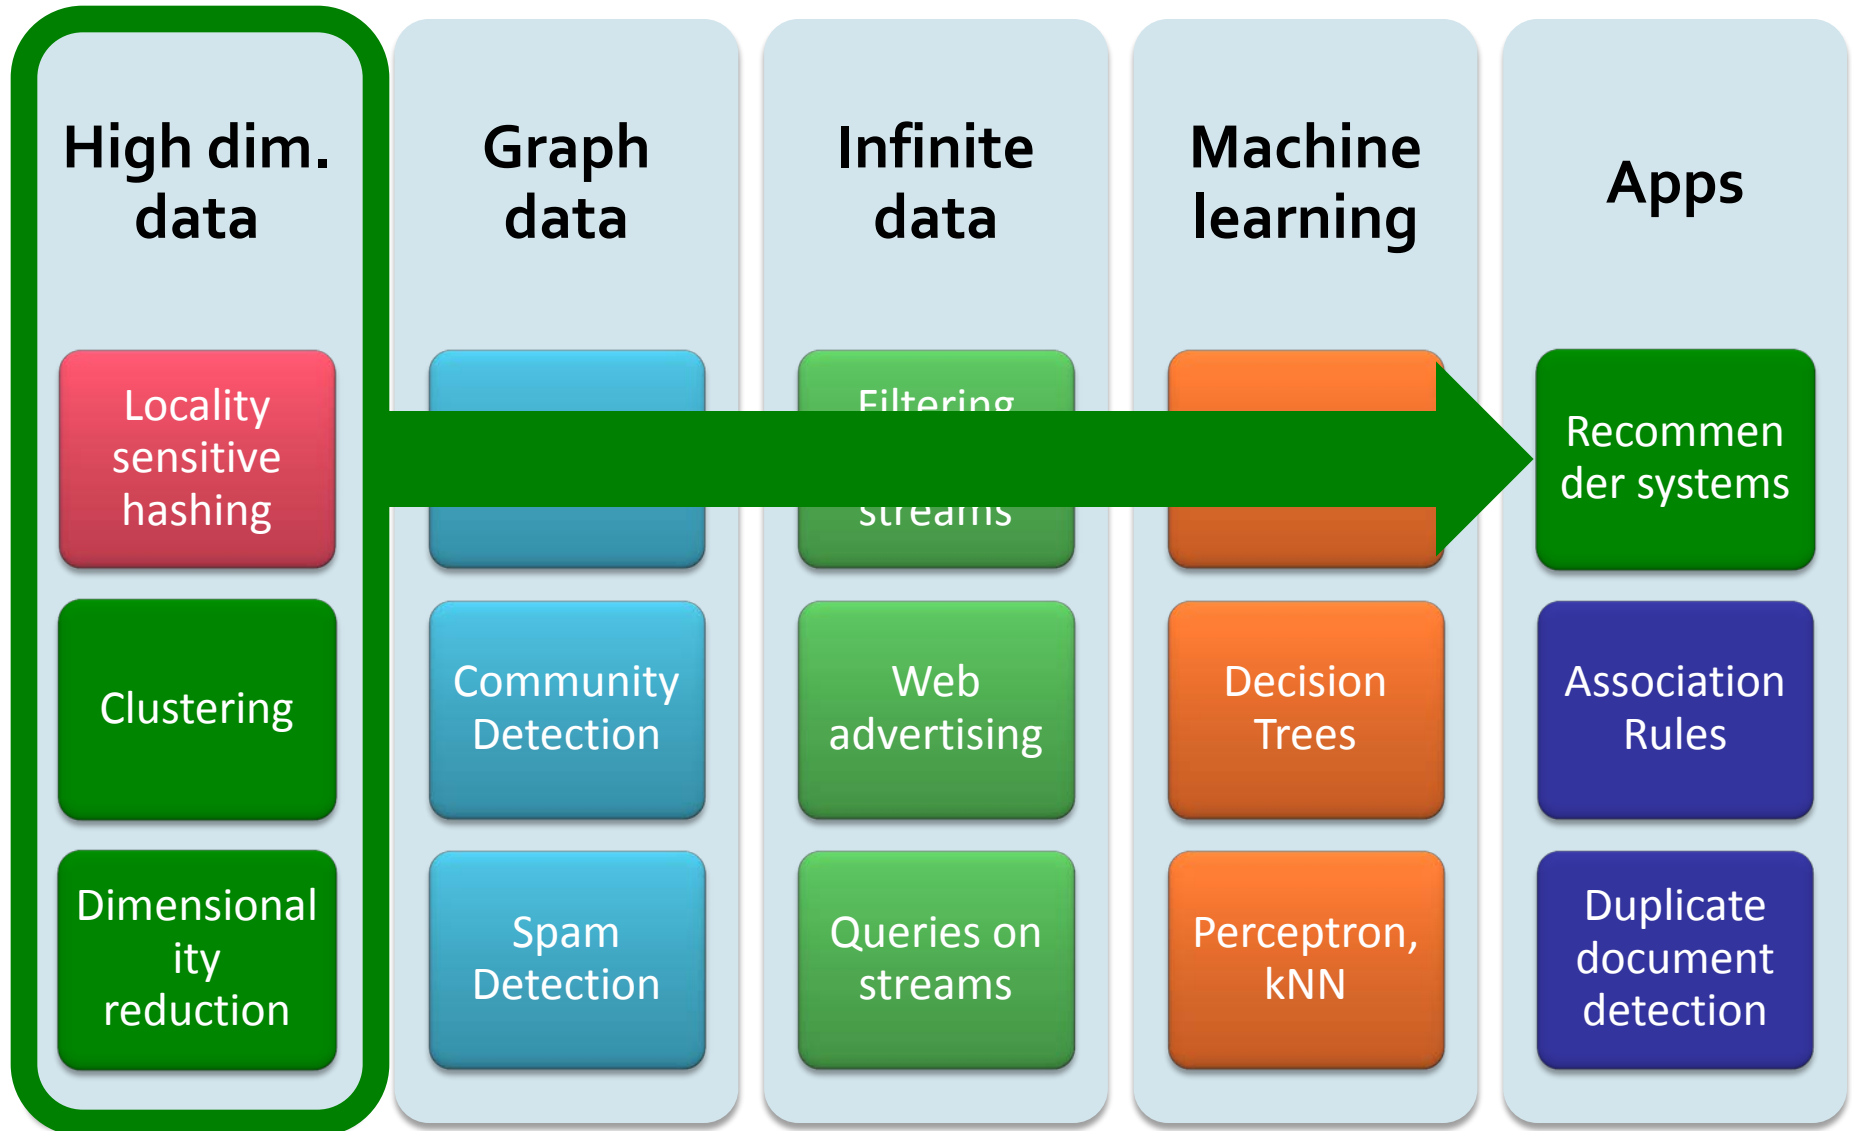 High dim.
data
Graph
data
Infinite
data
Machine
learning
Apps
Locality
sensitive
hashing
Filtering
streams
Recommen
der systems
Clustering
Community
Detection
Web
advertising
Decision
Trees
Association
Rules
Dimensional
ity
reduction
Spam
Detection
Queries on
streams
Perceptron,
kNN
Duplicate
document
detection